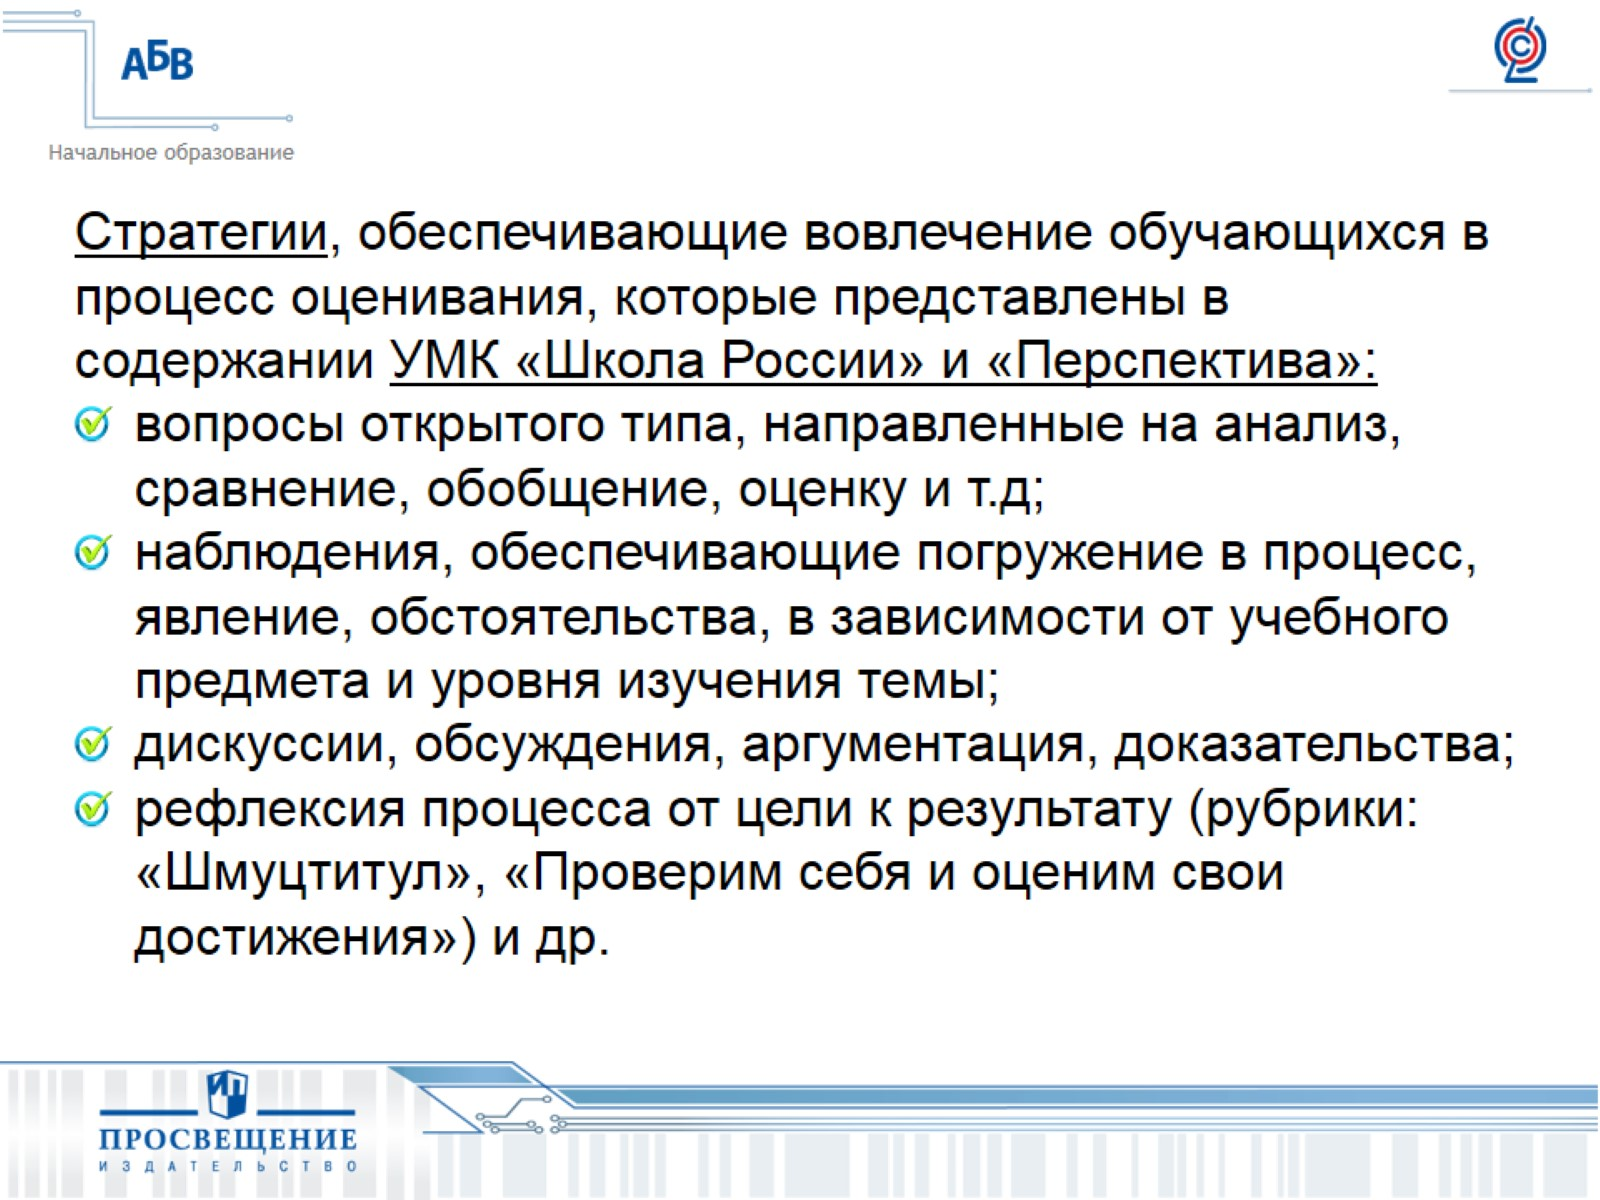 АБВ
Начальное образование
Стратегии, обеспечивающие вовлечение обучающихся в
процесс оценивания, которые представлены в
содержании УМК «Школа России» и «Перспектива»:
вопросы открытого типа, направленные на анализ,
сравнение, обобщение, оценку и т.д;
наблюдения, обеспечивающие погружение в процесс,
явление, обстоятельства, в зависимости от учебного
предмета и уровня изучения темы;
дискуссии, обсуждения, аргументация, доказательства;
рефлексия процесса от цели к результату (рубрики:
«Шмуцтитул», «Проверим себя и оценим свои
достижения») и др.
ИП
ПРОСВЕЩЕНИЕ
ИЗДАТЕЛЬСТВО